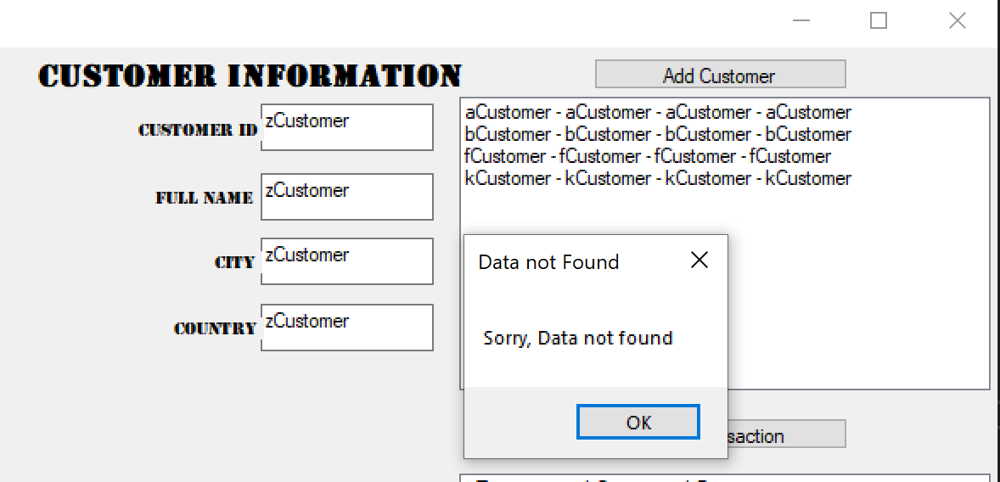 CUSTOMER INFORMATION
Add Customer
CUSTOMER ID
zCustomer
FULL NAME
zCustomer
CITY
zCustomer
COUNTRY
zCustomer
aCustomer - aCustomer - aCustomer - aCustomer
bCustomer - bCustomer - bCustomer - bCustomer
fCustomer - fCustomer - fCustomer - fCustomer
kCustomer - kCustomer - kCustomer - kCustomer
Data not Found
Sorry, Data not found
OK
saction